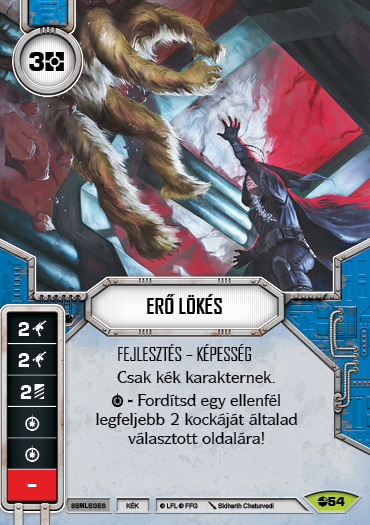 3
ERŐ LÖKÉS
FEJLESZTÉS – KÉPESSÉG
Csak kék karakternek.
- Fordítsd egy ellenfél
legfeljebb 2 kockáját általad
választott oldalára!
2
2
2
–
SEMLEGES KÉK © LFL © FFG Sidharth Chaturvedi 54